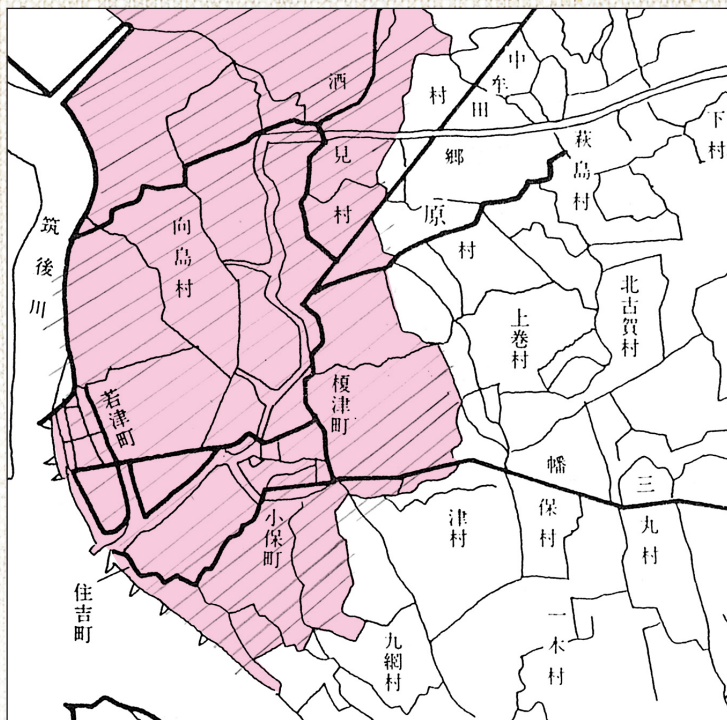 筑後川
酒見村
向島村
若津町
榎津町
小保町
住吉町
中牟田村
郷原村
萩島村
下村
北古賀村
上巻村
幡保村
三丸村
津村
一木村
九網村